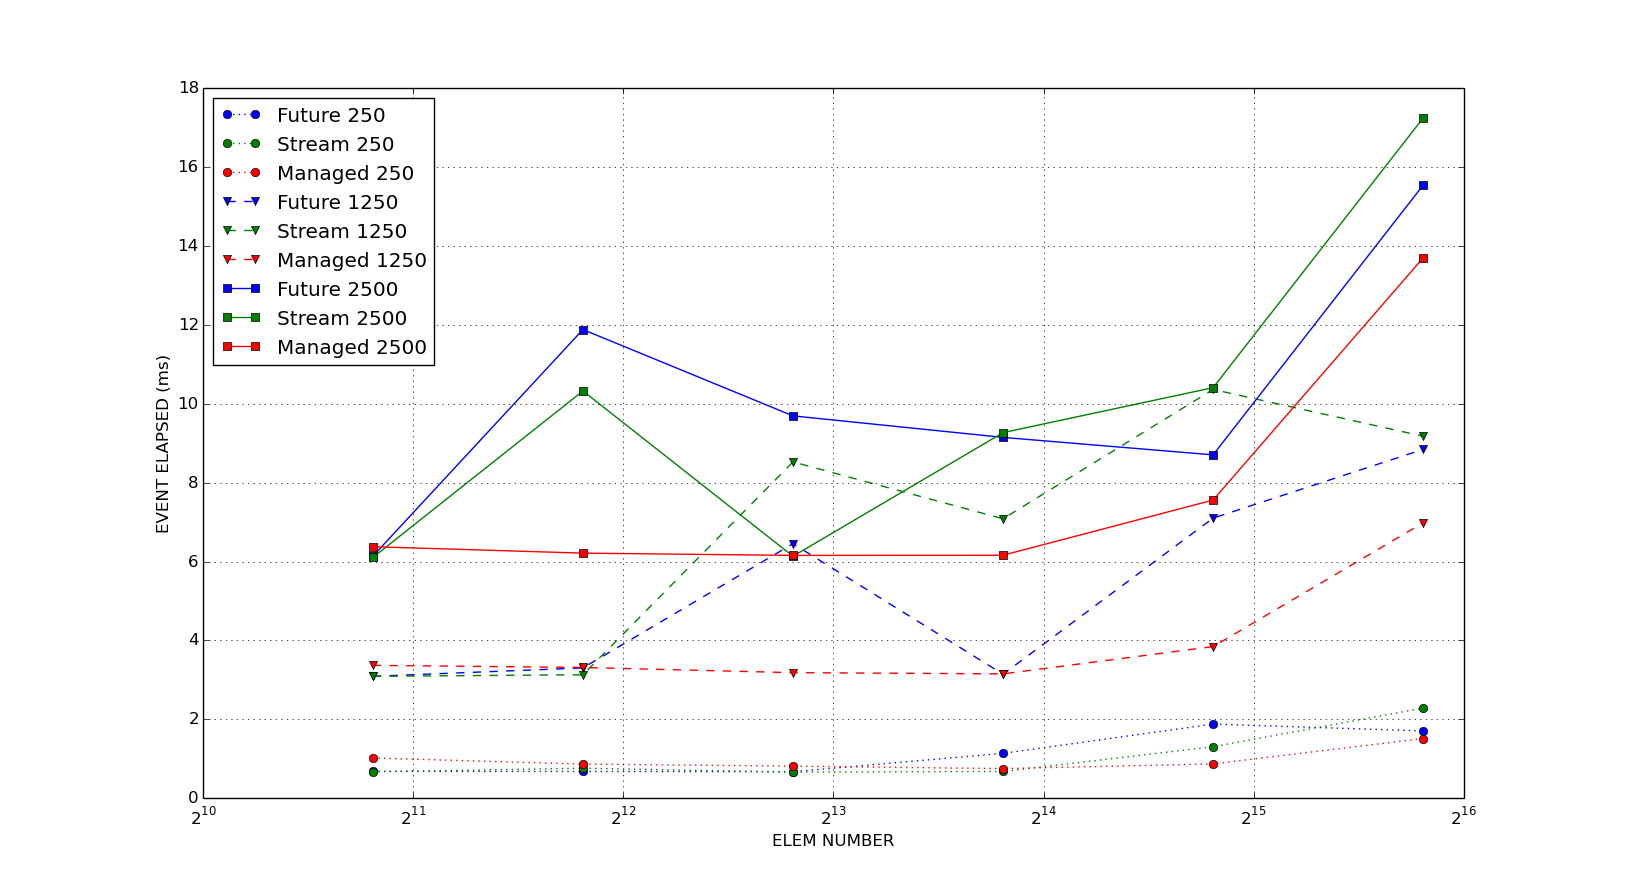 18
16
14
12
10
8
6
4
2
0
EVENT ELAPSED (ms)
Future 250
Stream 250
Managed 250
Future 1250
Stream 1250
Managed 1250
Future 2500
Stream 2500
Managed 2500
2^10 2^11 2^12 2^13 2^14 2^15 2^16
ELEM NUMBER